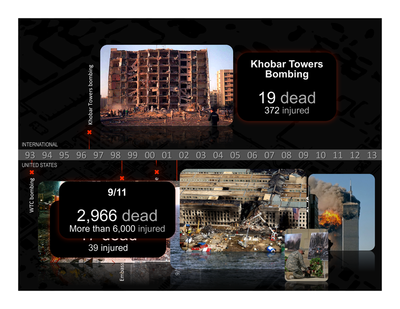 Khobar Towers
Bombing
19 dead
372 injured
Khobar Towers bombing
INTERNATIONAL
93 94 95 96 97 98 99 00 01 02 03 04 05 06 07 08 09 10 11 12 13
UNITED STATES
WTC bombing
9/11
2,966 dead
More than 6,000 injured
dead
39 injured